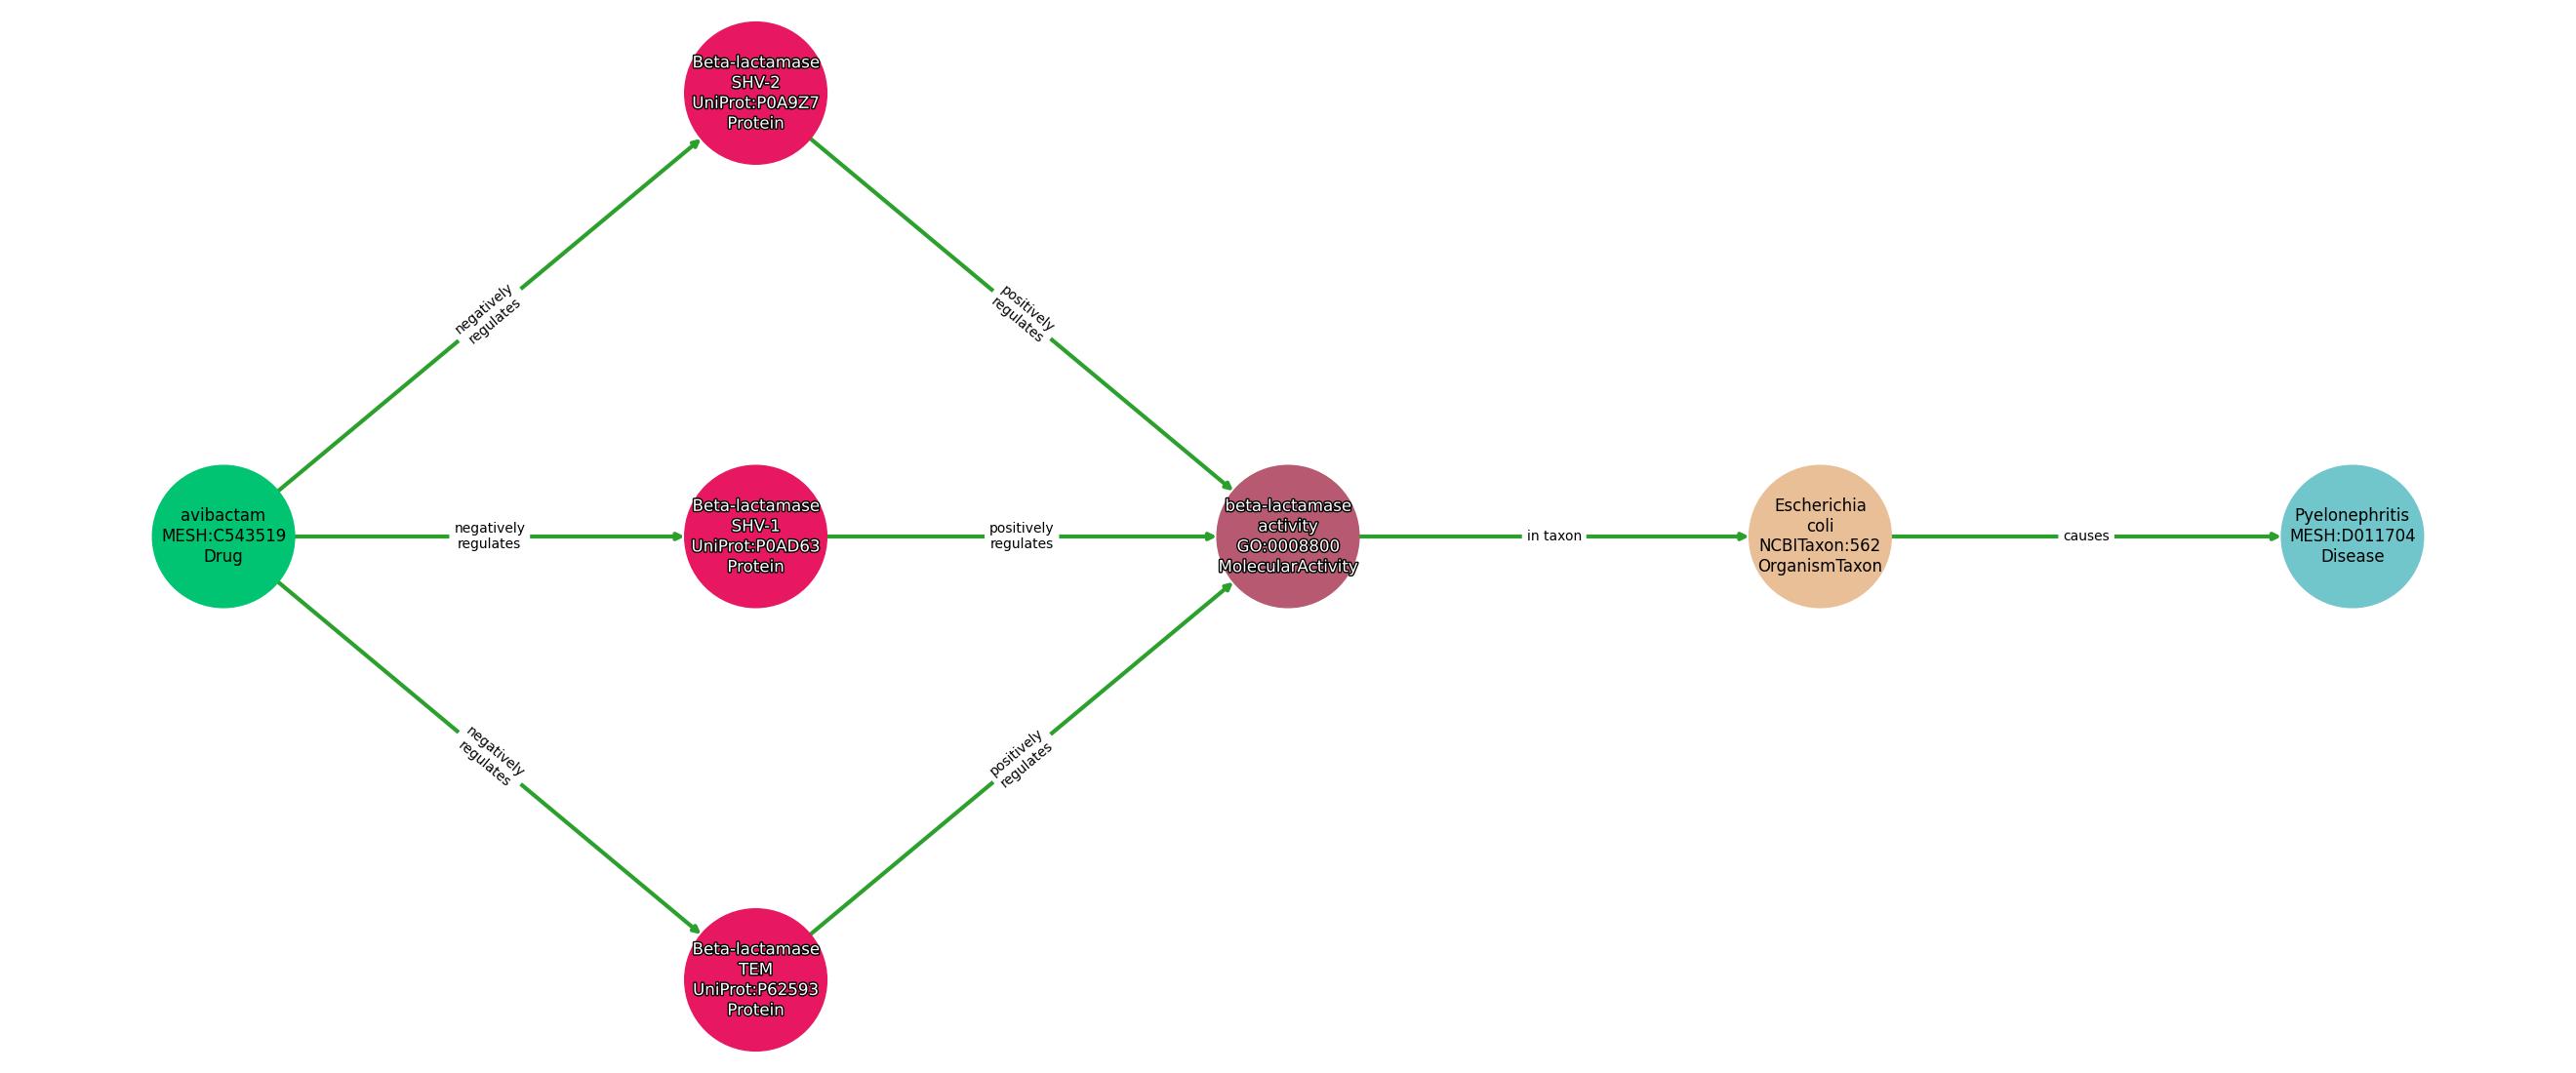 Beta-lactamase
SHV-2
UniProt:P0A9Z7
Protein
negatively
regulates
positively
regulates
avibactam
MESH:C543519
Drug
negatively
regulates
Beta-lactamase
SHV-1
UniProt:P0AD63
Protein
positively
regulates
beta-lactamase
activity
GO:0008800
MolecularActivity
in taxon
Escherichia
coli
NCBITaxon:562
OrganismTaxon
causes
Pyelonephritis
MESH:D011704
Disease
negatively
regulates
positively
regulates
Beta-lactamase
TEM
UniProt:P62593
Protein